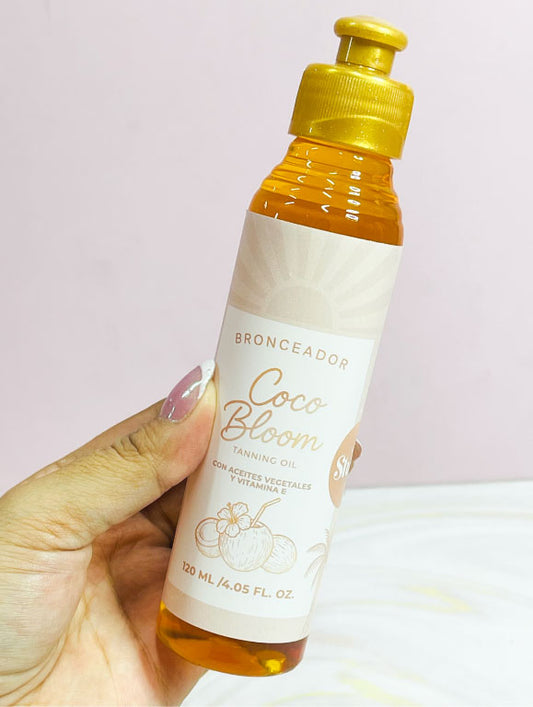 BRONCEADOR
Coco
Bloom
TANNING OIL
CON ACEITES VEGETALES
Y VITAMINA E
120 ML /4.05 FL. OZ.